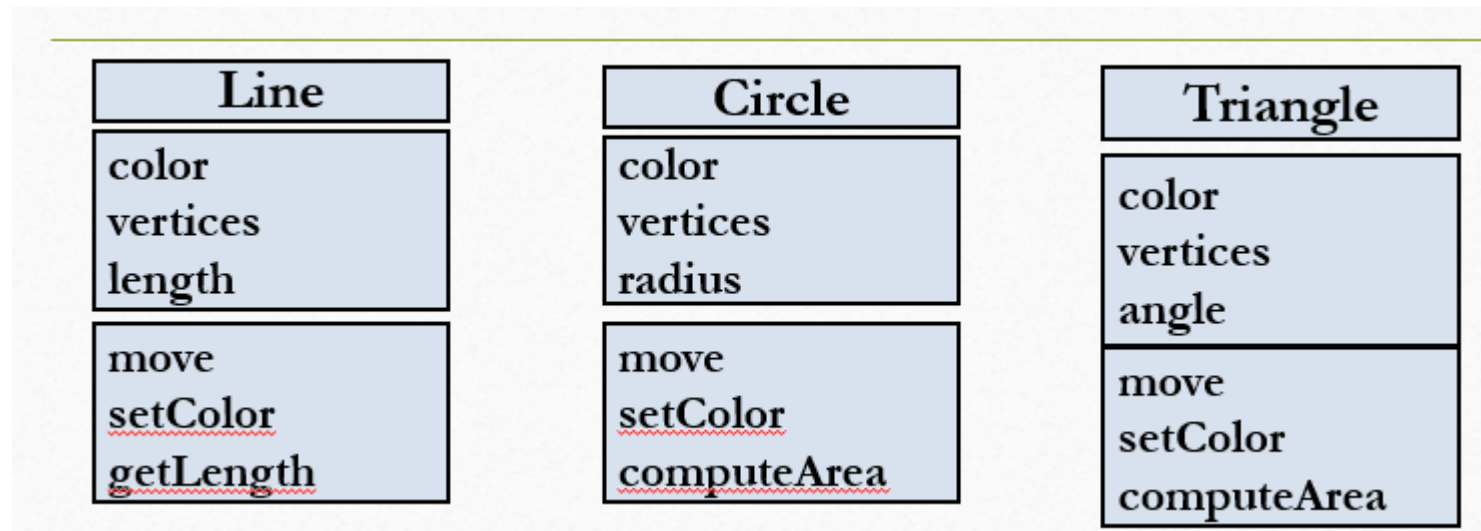 Line
color
vertices
length
move
setColor
getLength
Circle
color
vertices
radius
move
setColor
computeArea
Triangle
color
vertices
angle
move
setColor
computeArea